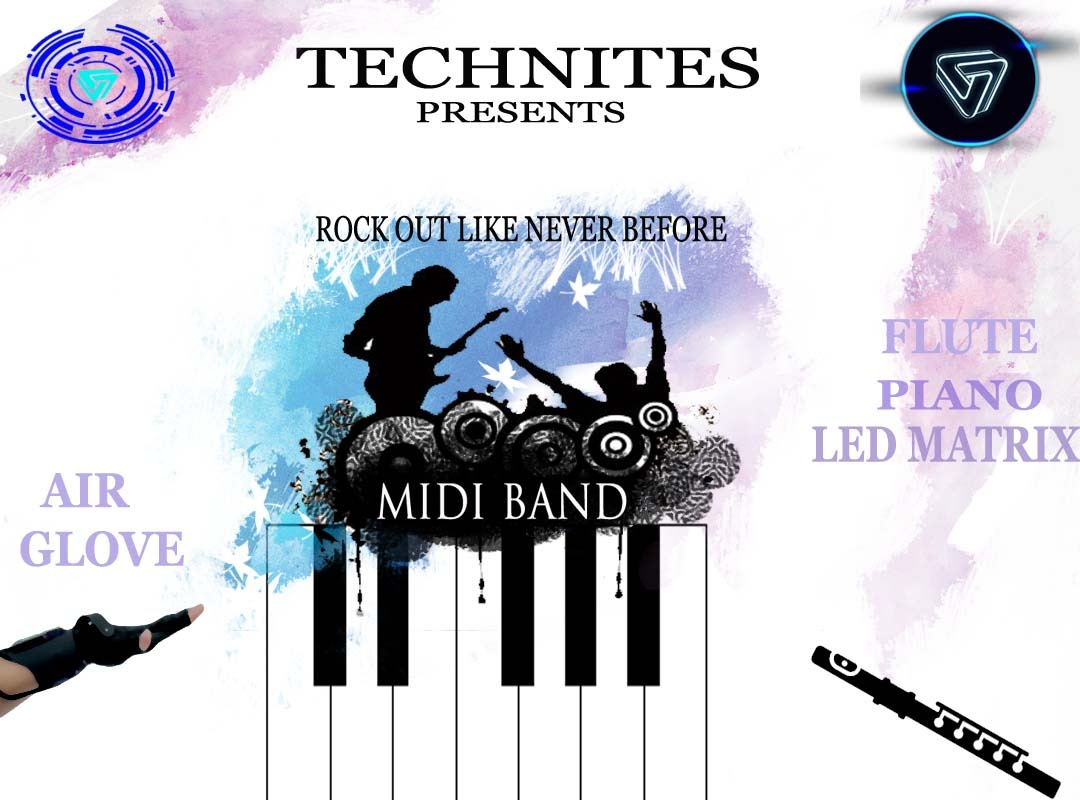 TECHNITES
PRESENTS
ROCK OUT LIKE NEVER BEFORE
MIDI BAND
AIR
GLOVE
FLUTE
PIANO
LED MATRIX